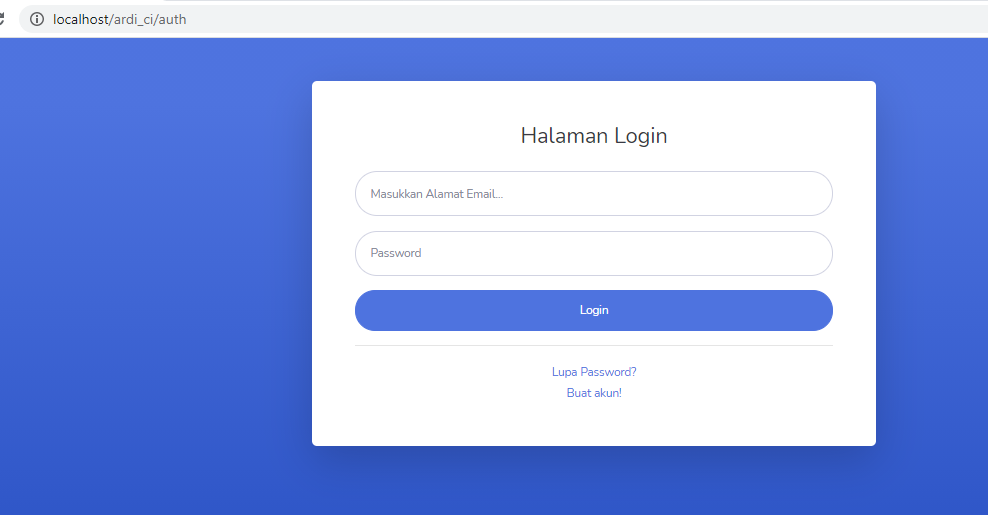 localhost/ardi_ci/auth
Halaman Login
Masukkan Alamat Email...
Password
Login
Lupa Password?
Buat akun!